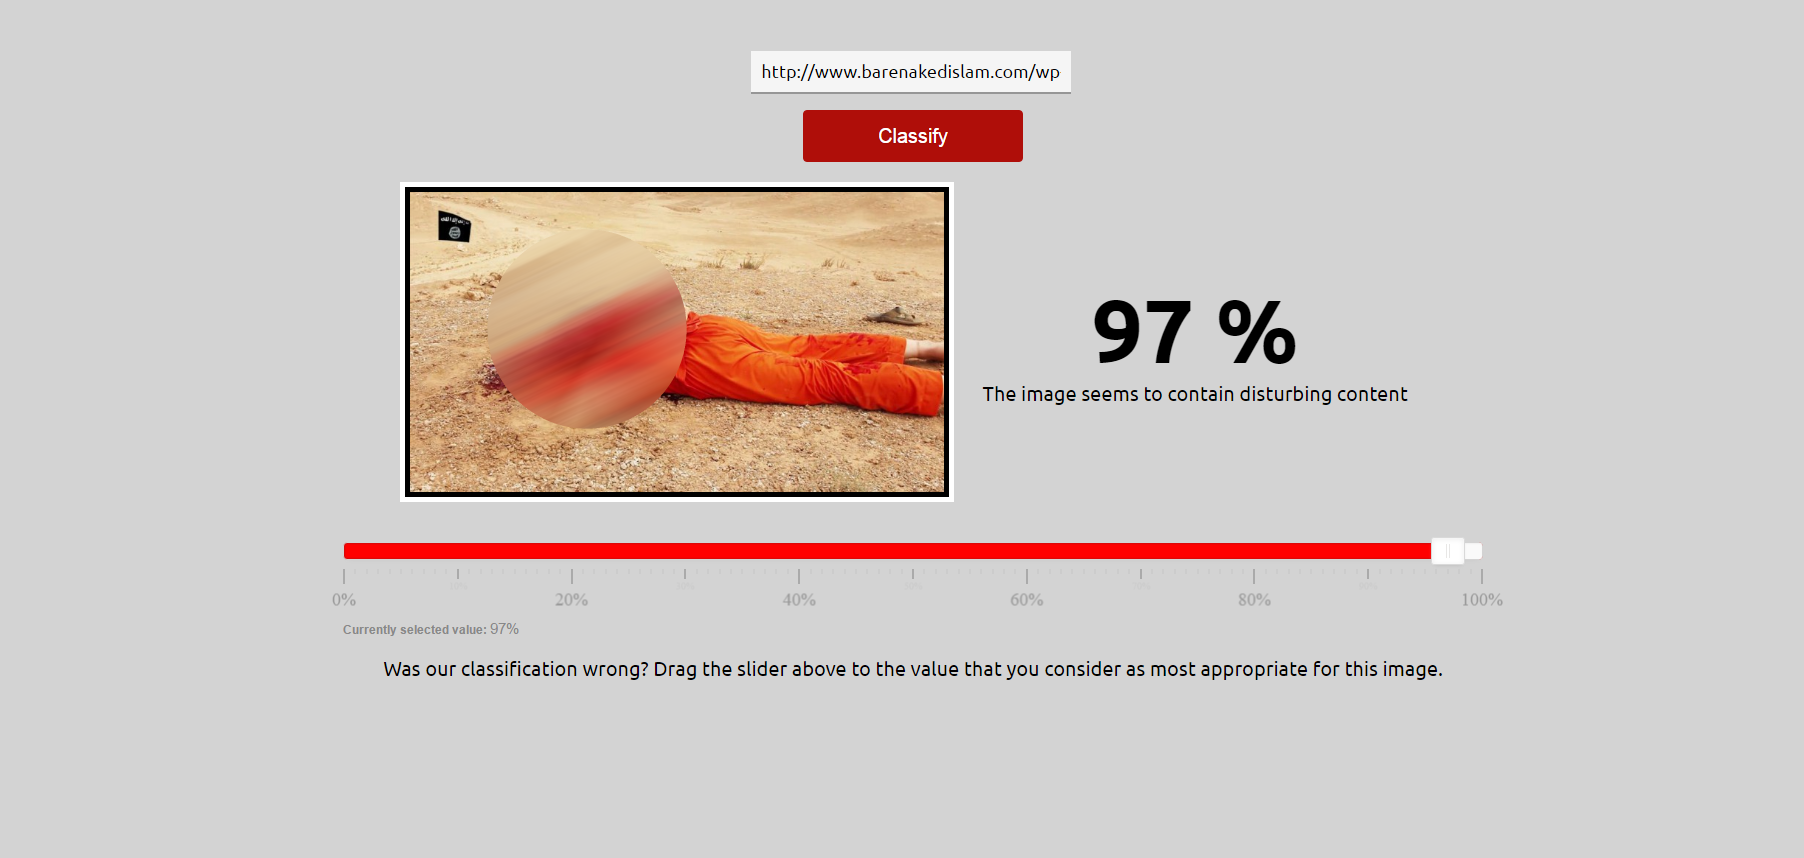 http://www.barenakedislam.com/wp
Classify
97 %
The image seems to contain disturbing content
0%
20%
40%
60%
80%
100%
Currently selected value: 97%
Was our classification wrong? Drag the slider above to the value that you consider as most appropriate for this image.